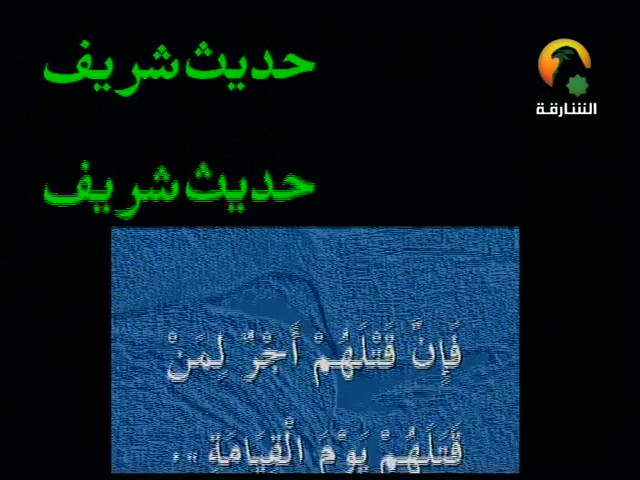 حديث شريف
الشارقة
حديث شريف
فَإِنَّ قَتْلَهُمْ أَجْرٌ لِمَنْ
قَتَلَهُمْ يَوْمَ الْقِيَامَةِ ..